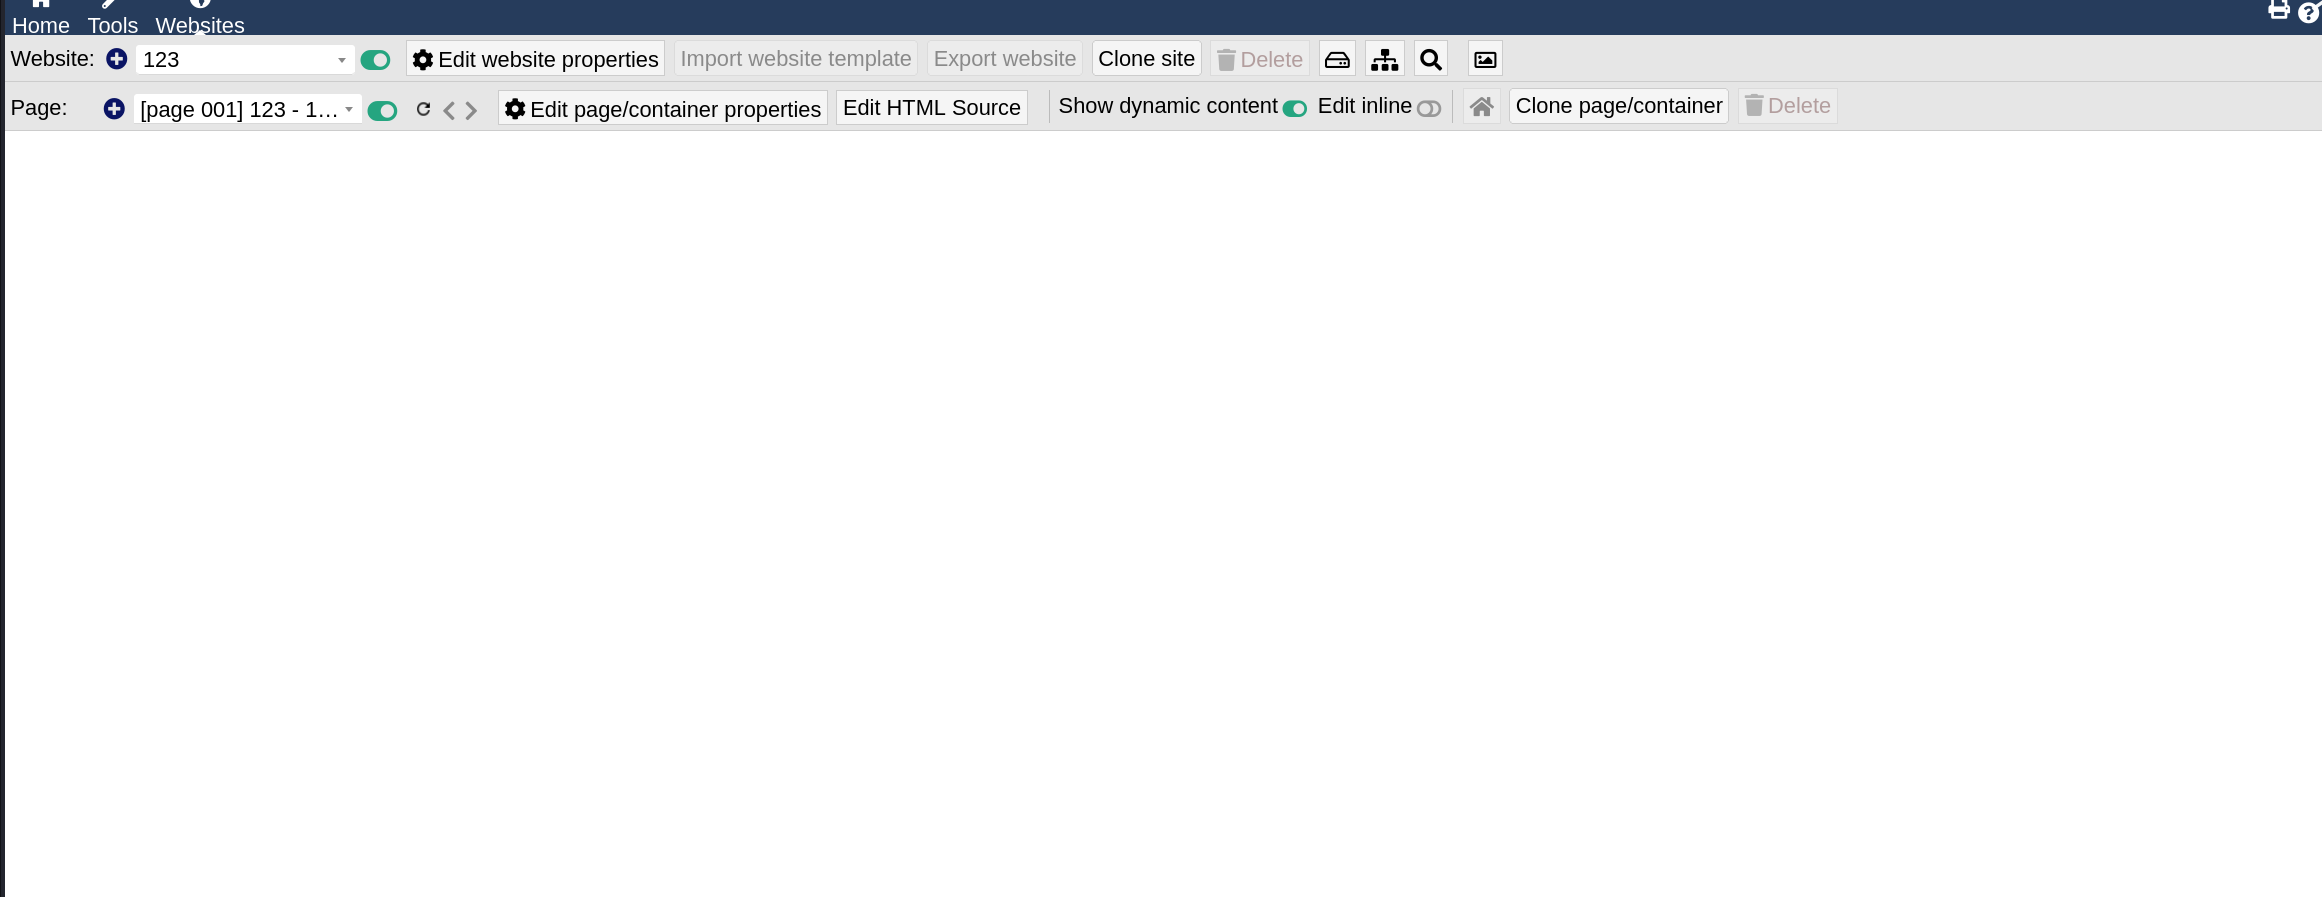 Home Tools Websites
Website: 123 Edit website properties Import website template Export website Clone site Delete
Page: [page 001] 123 - 1... Edit page/container properties Edit HTML Source Show dynamic content Edit inline Clone page/container Delete